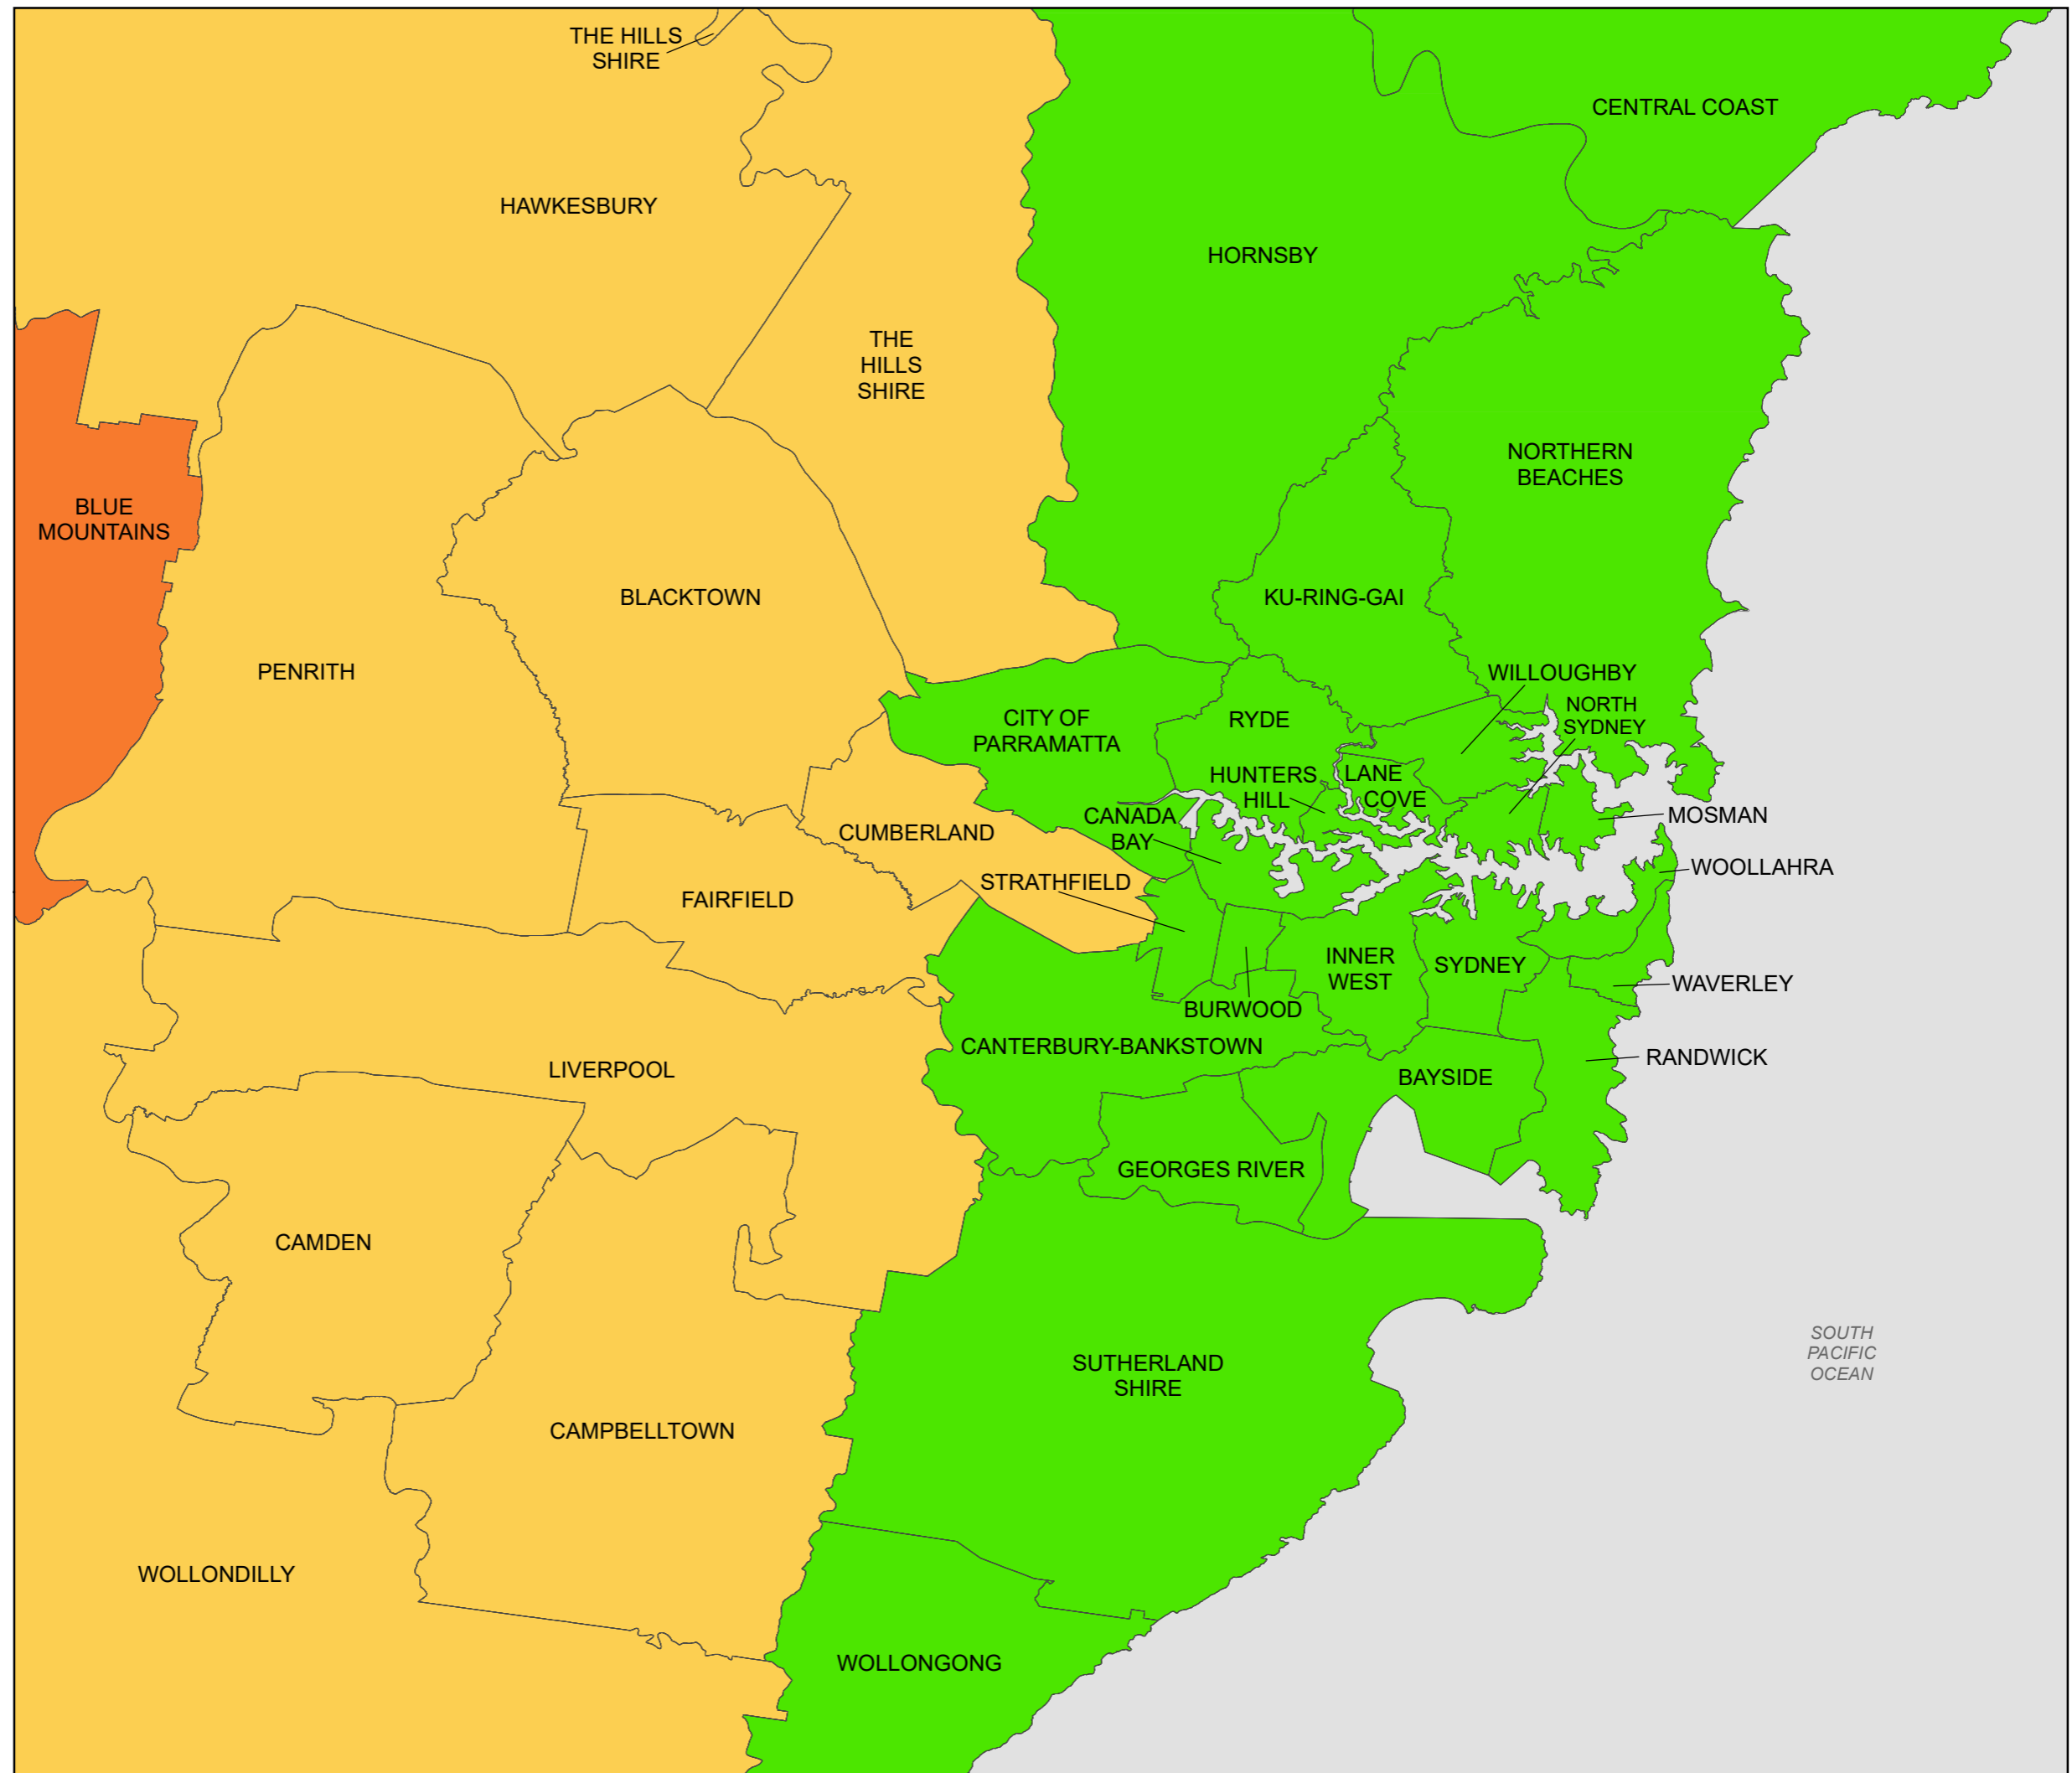 THE HILLS
SHIRE
CENTRAL COAST
HAWKESBURY
HORNSBY
THE
HILLS
SHIRE
NORTHERN
BEACHES
BLUE
MOUNTAINS
BLACKTOWN
KU-RING-GAI
PENRITH
WILLOUGHBY
NORTH
SYDNEY
CITY OF
PARRAMATTA
RYDE
HUNTERS
HILL
LANE
COVE
CANADA
BAY
MOSMAN
CUMBERLAND
WOOLLAHRA
STRATHFIELD
FAIRFIELD
INNER
WEST
SYDNEY
WAVERLEY
BURWOOD
CANTERBURY-BANKSTOWN
RANDWICK
LIVERPOOL
BAYSIDE
GEORGES RIVER
CAMDEN
SUTHERLAND
SHIRE
SOUTH
PACIFIC
OCEAN
CAMPBELLTOWN
WOLLONDILLY
WOLLONGONG